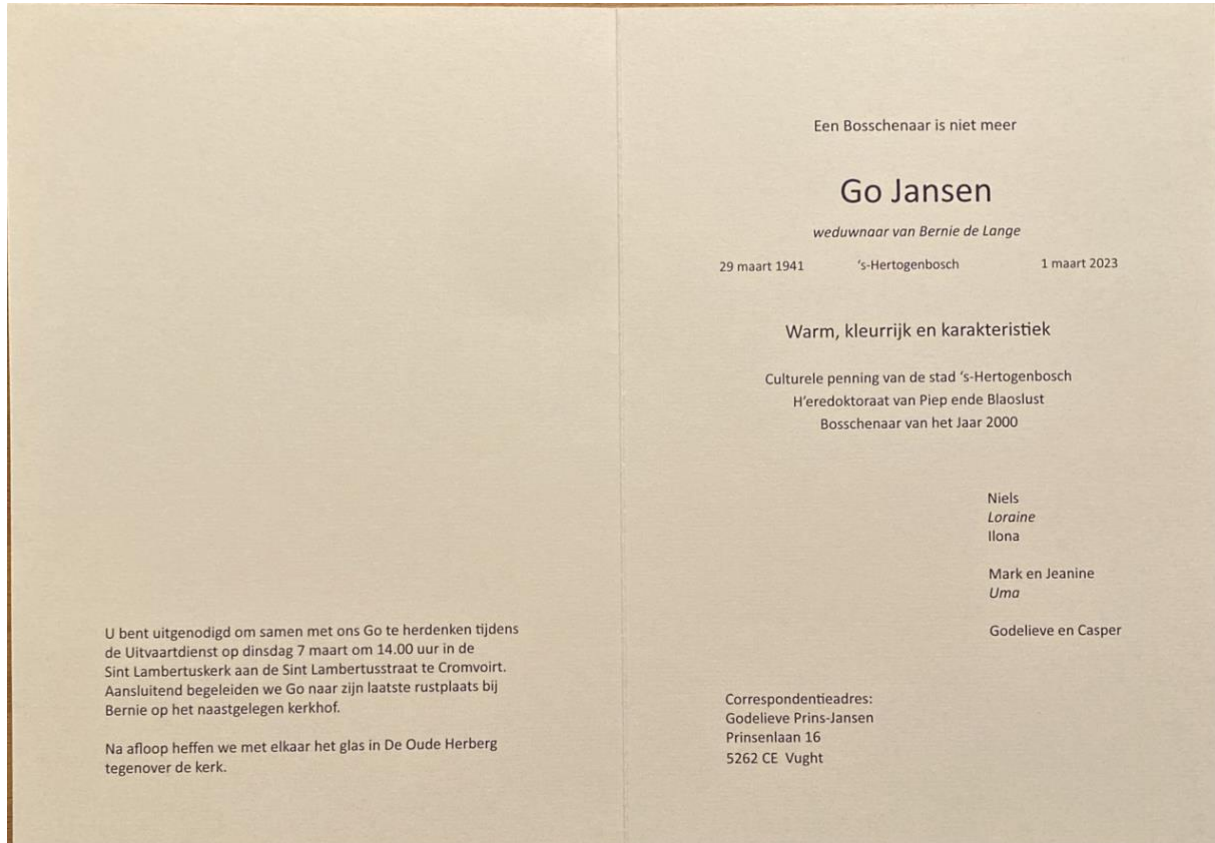 U bent uitgenodigd om samen met ons Go te herdenken tijdens
de Uitvaartdienst op dinsdag 7 maart om 14.00 uur in de
Sint Lambertuskerk aan de Sint Lambertusstraat te Cromvoirt.
Aansluitend begeleiden we Go naar zijn laatste rustplaats bij
Bernie op het naastgelegen kerkhof.
Na afloop heffen we met elkaar het glas in De Oude Herberg
tegenover de kerk.
Een Bosschenaar is niet meer
Go Jansen
weduwnaar van Bernie de Lange
29 maart 1941 ‘s-Hertogenbosch 1 maart 2023
Warm, kleurrijk en karakteristiek
Culturele penning van de stad ‘s-Hertogenbosch
H'eredoktoraat van Piep ende Blaoslust
Bosschenaar van het Jaar 2000
Niels
Loraine
Ilona
Mark en Jeanine
Uma
Godelieve en Casper
Correspondentieadres:
Godelieve Prins-Jansen
Prinsenlaan 16
5262 CE Vught